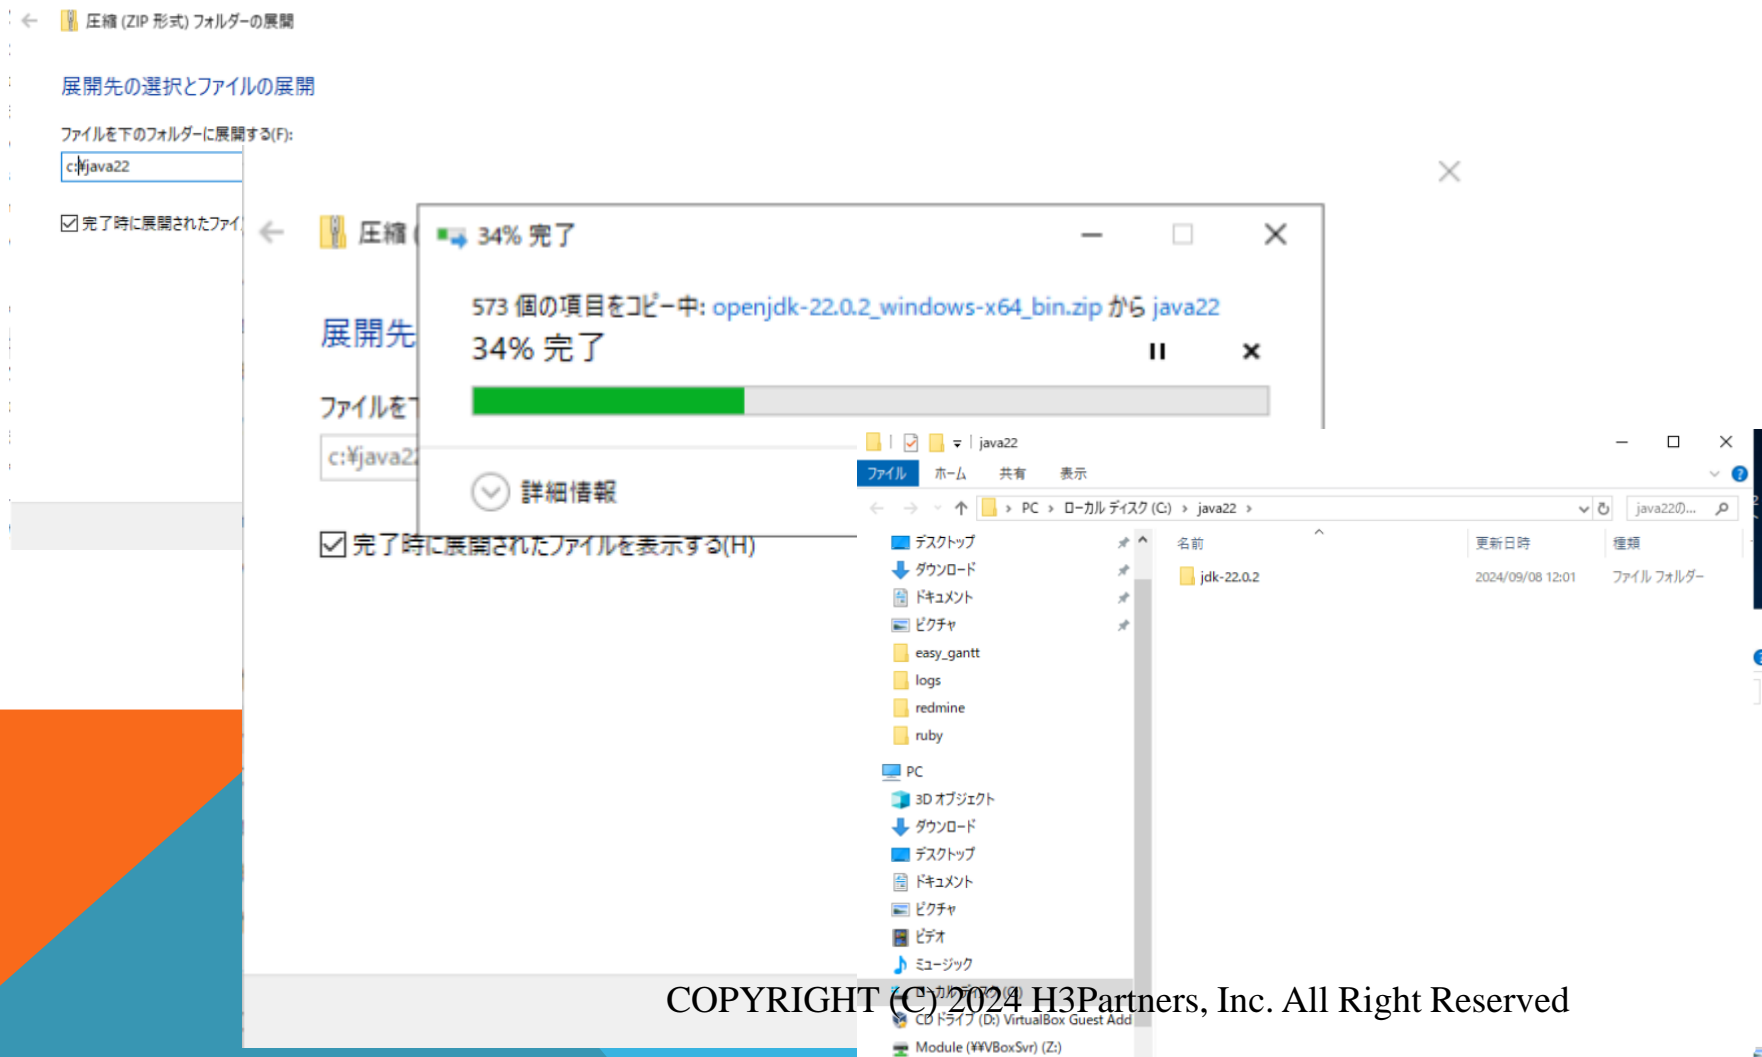 圧縮 (ZIP 形式) フォルダーの展開
展開先の選択とファイルの展開
ファイルを下のフォルダーに展開する(F):
c:¥java22
完了時に展開されたファイ
圧縮 (
展開先
ファイルを下
c:¥java22
完了時に展開されたファイルを表示する(H)
34% 完了
573 個の項目をコピー中: openjdk-22.0.2_windows-x64_bin.zip から java22
34% 完了
詳細情報
java22
ファイル ホーム 共有 表示
PC › ローカル ディスク (C:) › java22 ›
java22の...
名前 更新日時 種類
jdk-22.0.2 2024/09/08 12:01 ファイル フォルダー
デスクトップ
ダウンロード
ドキュメント
ピクチャ
easy_gantt
logs
redmine
ruby
PC
3D オブジェクト
ダウンロード
デスクトップ
ドキュメント
ピクチャ
ビデオ
ミュージック
ローカル ディスク (C:)
CD ドライブ (D:) VirtualBox Guest Add
Module (¥¥VBoxSvr) (Z:)
COPYRIGHT (C) 2024 H3Partners, Inc. All Right Reserved